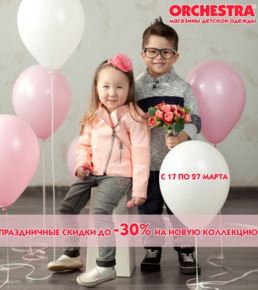 ORCHESTRA
магазины детской одежды
С 17 ПО 27 МАРТА
ПРАЗДНИЧНЫЕ СКИДКИ ДО -30% НА НОВУЮ КОЛЛЕКЦИЮ